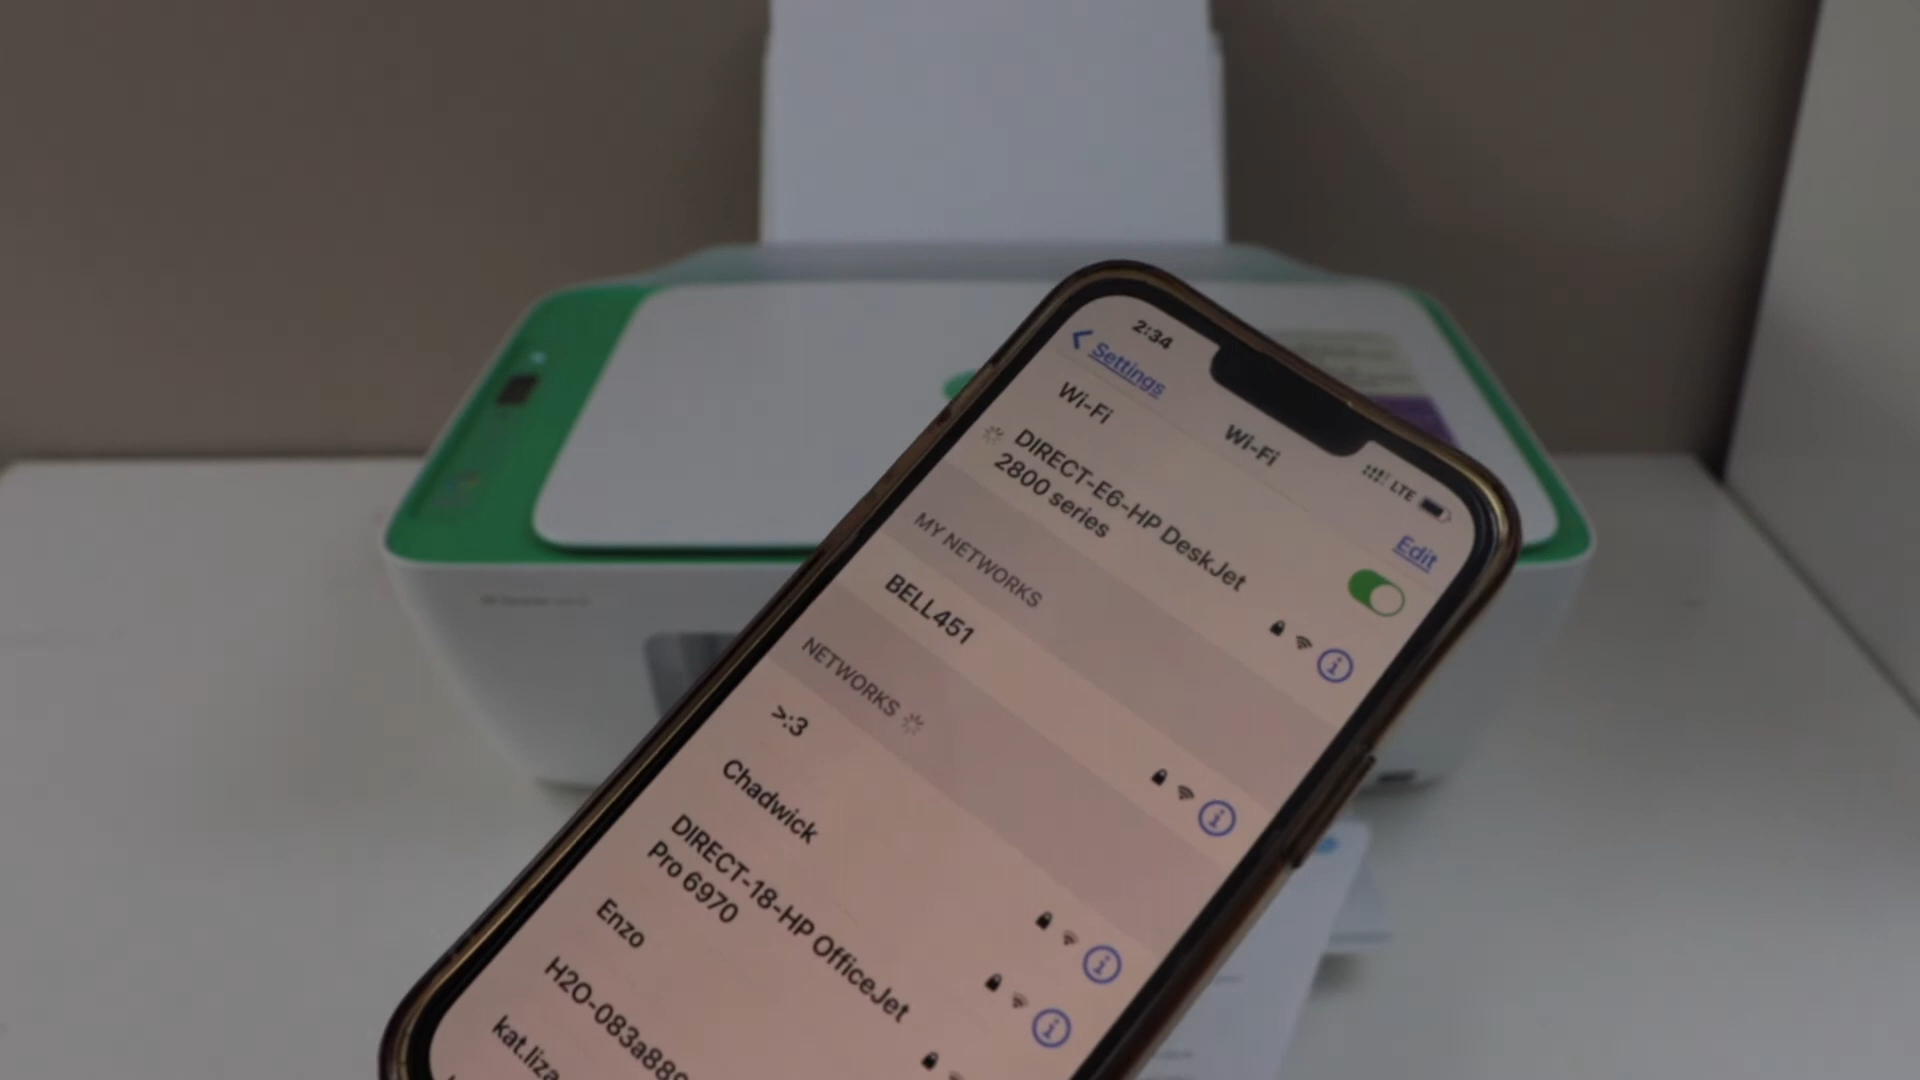 2:34
LTE
Settings
Wi-Fi
Edit
Wi-Fi
DIRECT-E6-HP DeskJet
2800 series
MY NETWORKS
BELL451
NETWORKS
>:3
Chadwick
DIRECT-18-HP OfficeJet
Pro 6970
Enzo